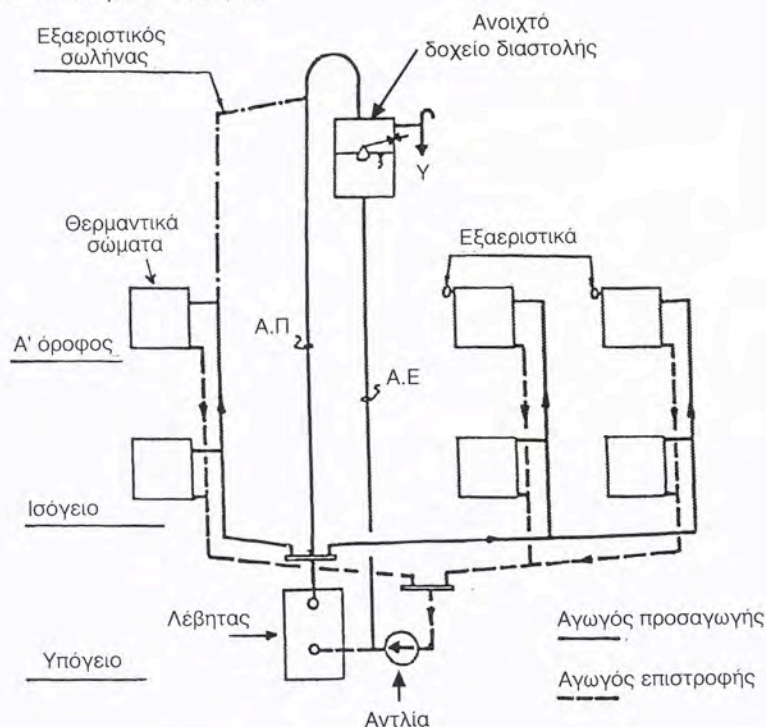 Ανοιχτό
δοχείο διαστολής
Εξαεριστικός
σωλήνας
Υ
Θερμαντικά
σώματα
Εξαεριστικά
Α.Π
Α' όροφος
Α.Ε
Ισόγειο
Λέβητας
Αγωγός προσαγωγής
Υπόγειο
Αγωγός επιστροφής
Αντλία